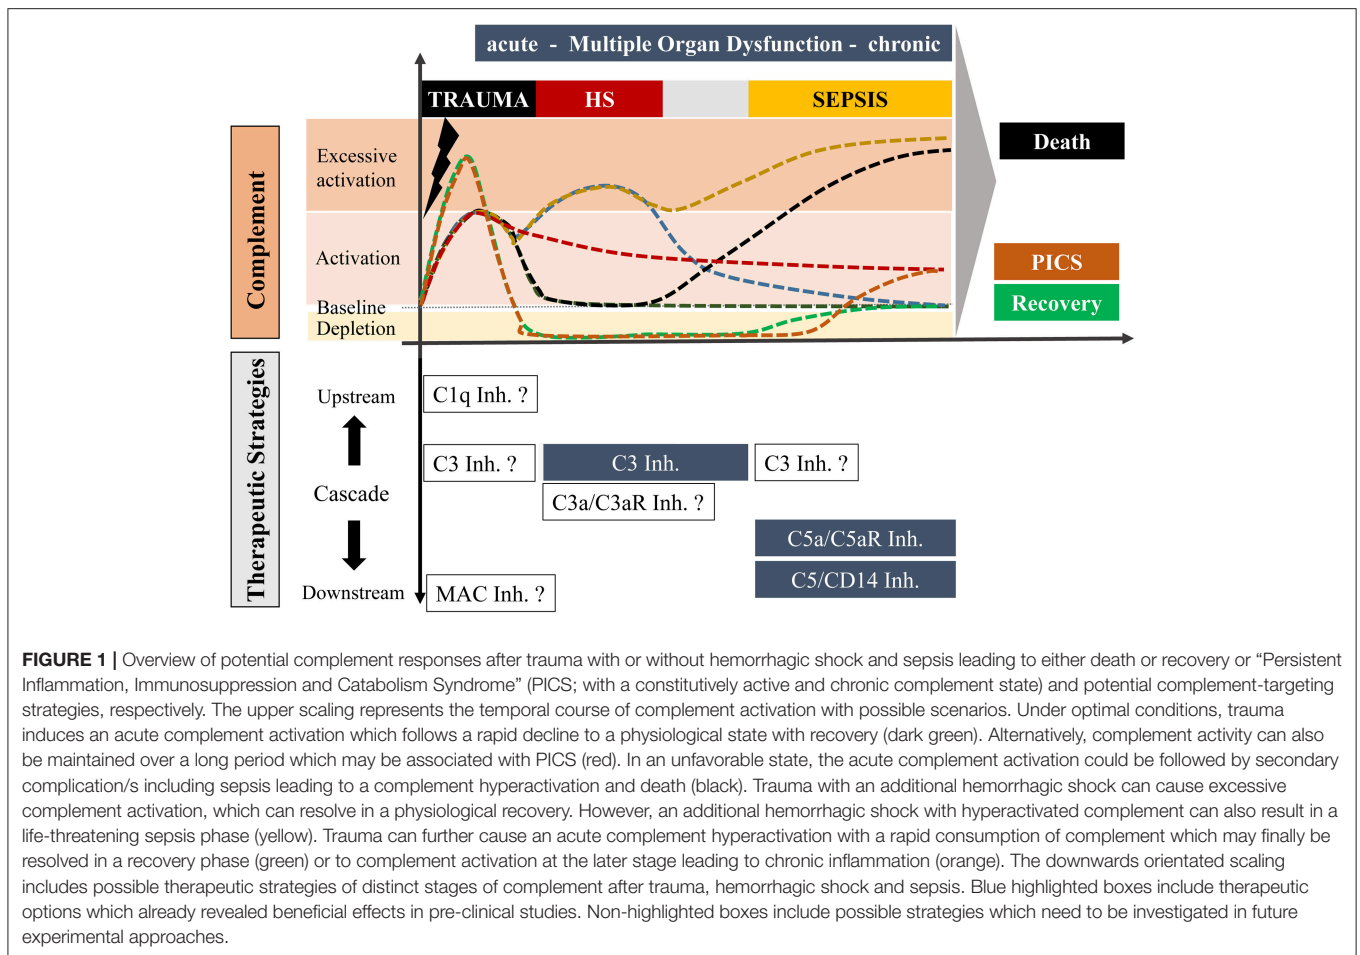 acute - Multiple Organ Dysfunction - chronic
TRAUMA
HS
SEPSIS
Complement
Excessive
activation
Activation
Baseline
Depletion
Death
PICS
Recovery
Therapeutic Strategies
Upstream
Cascade
Downstream
C1q Inh. ?
C3 Inh. ?
C3 Inh.
C3 Inh. ?
C3a/C3aR Inh. ?
C5a/C5aR Inh.
C5/CD14 Inh.
MAC Inh. ?
FIGURE 1 | Overview of potential complement responses after trauma with or without hemorrhagic shock and sepsis leading to either death or recovery or “Persistent
Inflammation, Immunosuppression and Catabolism Syndrome” (PICS; with a constitutively active and chronic complement state) and potential complement-targeting
strategies, respectively. The upper scaling represents the temporal course of complement activation with possible scenarios. Under optimal conditions, trauma
induces an acute complement activation which follows a rapid decline to a physiological state with recovery (dark green). Alternatively, complement activity can also
be maintained over a long period which may be associated with PICS (red). In an unfavorable state, the acute complement activation could be followed by secondary
complication/s including sepsis leading to a complement hyperactivation and death (black). Trauma with an additional hemorrhagic shock can cause excessive
complement activation, which can resolve in a physiological recovery. However, an additional hemorrhagic shock with hyperactivated complement can also result in a
life-threatening sepsis phase (yellow). Trauma can further cause an acute complement hyperactivation with a rapid consumption of complement which may finally be
resolved in a recovery phase (green) or to complement activation at the later stage leading to chronic inflammation (orange). The downwards orientated scaling
includes possible therapeutic strategies of distinct stages of complement after trauma, hemorrhagic shock and sepsis. Blue highlighted boxes include therapeutic
options which already revealed beneficial effects in pre-clinical studies. Non-highlighted boxes include possible strategies which need to be investigated in future
experimental approaches.